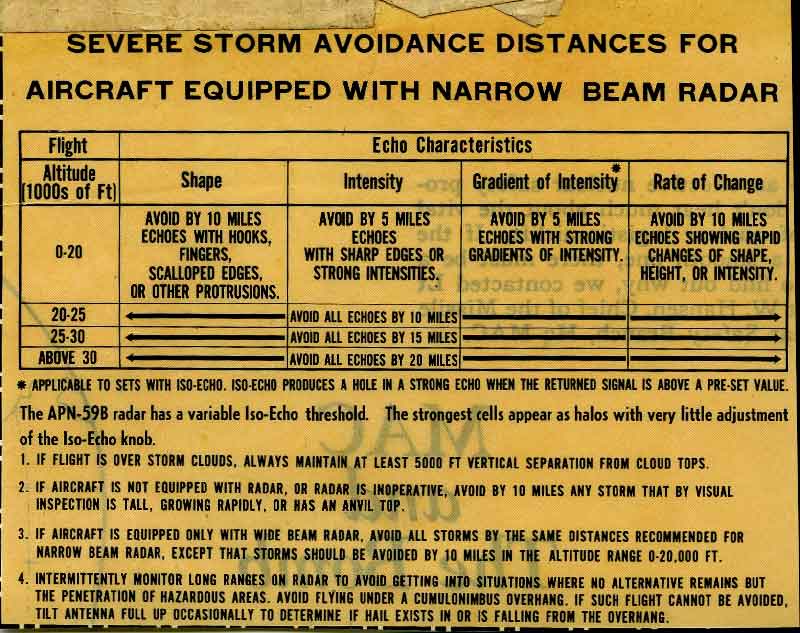 SEVERE STORM AVOIDANCE DISTANCES FOR
AIRCRAFT EQUIPPED WITH NARROW BEAM RADAR
Flight
Altitude
(1000s of Ft)
Echo Characteristics
Shape
Intensity
Gradient of Intensity*
Rate of Change
0-20
AVOID BY 10 MILES
ECHOES WITH HOOKS,
FINGERS,
SCALLOPED EDGES,
OR OTHER PROTRUSIONS.
AVOID BY 5 MILES
ECHOES
WITH SHARP EDGES OR
STRONG INTENSITIES.
AVOID BY 5 MILES
ECHOES WITH STRONG
GRADIENTS OF INTENSITY.
AVOID BY 10 MILES
ECHOES SHOWING RAPID
CHANGES OF SHAPE,
HEIGHT, OR INTENSITY.
20-25 AVOID ALL ECHOES BY 10 MILES
25-30 AVOID ALL ECHOES BY 15 MILES
ABOVE 30 AVOID ALL ECHOES BY 20 MILES
* APPLICABLE TO SETS WITH ISO-ECHO. ISO-ECHO PRODUCES A HOLE IN A STRONG ECHO WHEN THE RETURNED SIGNAL IS ABOVE A PRE-SET VALUE.
The APN-59B radar has a variable Iso-Echo threshold. The strongest cells appear as halos with very little adjustment
of the Iso-Echo knob.
1. IF FLIGHT IS OVER STORM CLOUDS, ALWAYS MAINTAIN AT LEAST 5000 FT VERTICAL SEPARATION FROM CLOUD TOPS.
2. IF AIRCRAFT IS NOT EQUIPPED WITH RADAR, OR RADAR IS INOPERATIVE, AVOID BY 10 MILES ANY STORM THAT BY VISUAL
INSPECTION IS TALL, GROWING RAPIDLY, OR HAS AN ANVIL TOP.
3. IF AIRCRAFT IS EQUIPPED ONLY WITH WIDE BEAM RADAR, AVOID ALL STORMS BY THE SAME DISTANCES RECOMMENDED FOR
NARROW BEAM RADAR, EXCEPT THAT STORMS SHOULD BE AVOIDED BY 10 MILES IN THE ALTITUDE RANGE 0-20,000 FT.
4. INTERMITTENTLY MONITOR LONG RANGES ON RADAR TO AVOID GETTING INTO SITUATIONS WHERE NO ALTERNATIVE REMAINS BUT
THE PENETRATION OF HAZARDOUS AREAS. AVOID FLYING UNDER A CUMULONIMBUS OVERHANG. IF SUCH FLIGHT CANNOT BE AVOIDED,
TILT ANTENNA FULL UP OCCASIONALLY TO DETERMINE IF HAIL EXISTS IN OR IS FALLING FROM THE OVERHANG.